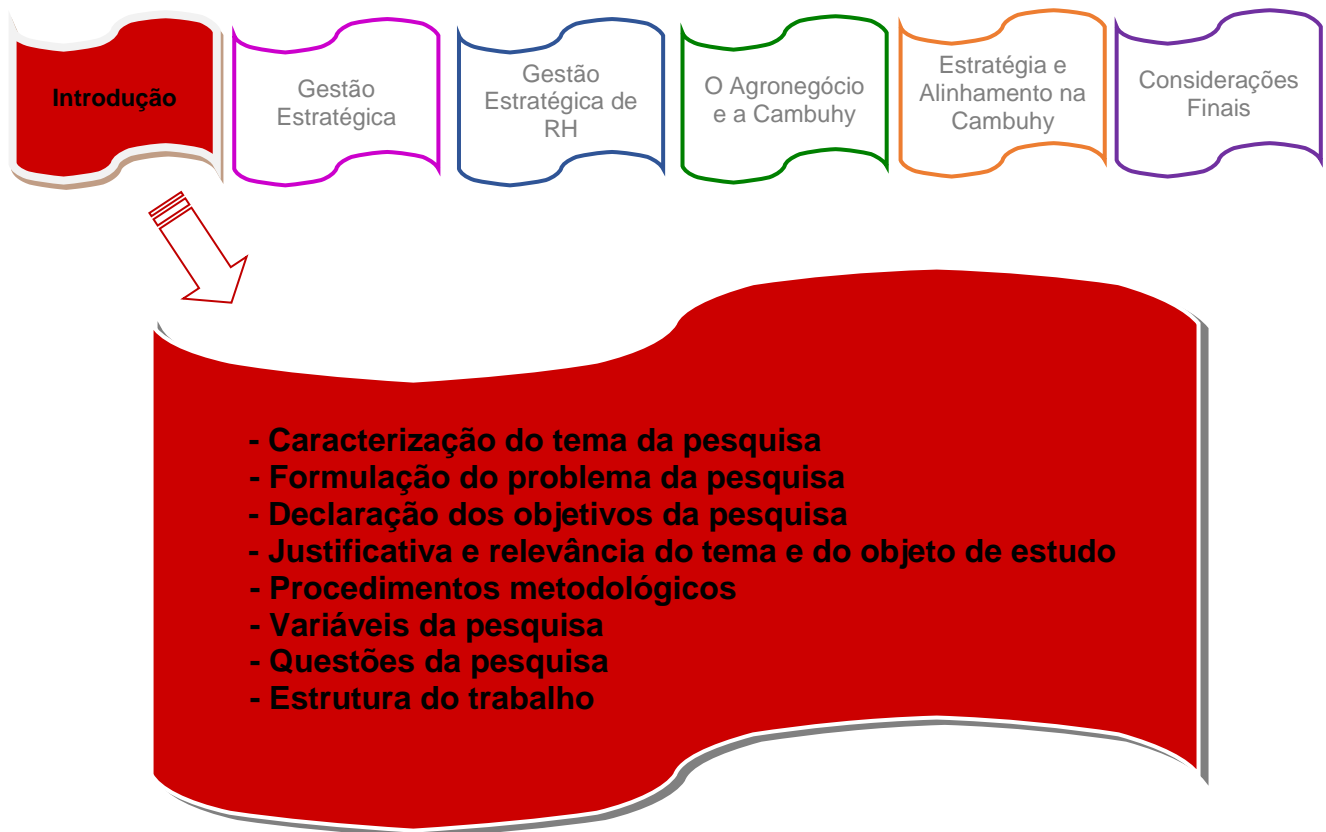 Introdução
Gestão
Estratégica
Gestão
Estratégica de
RH
O Agronegócio
e a Cambuhy
Estratégia e
Alinhamento na
Cambuhy
Considerações
Finais
- Caracterização do tema da pesquisa
- Formulação do problema da pesquisa
- Declaração dos objetivos da pesquisa
- Justificativa e relevância do tema e do objeto de estudo
- Procedimentos metodológicos
- Variáveis da pesquisa
- Questões da pesquisa
- Estrutura do trabalho